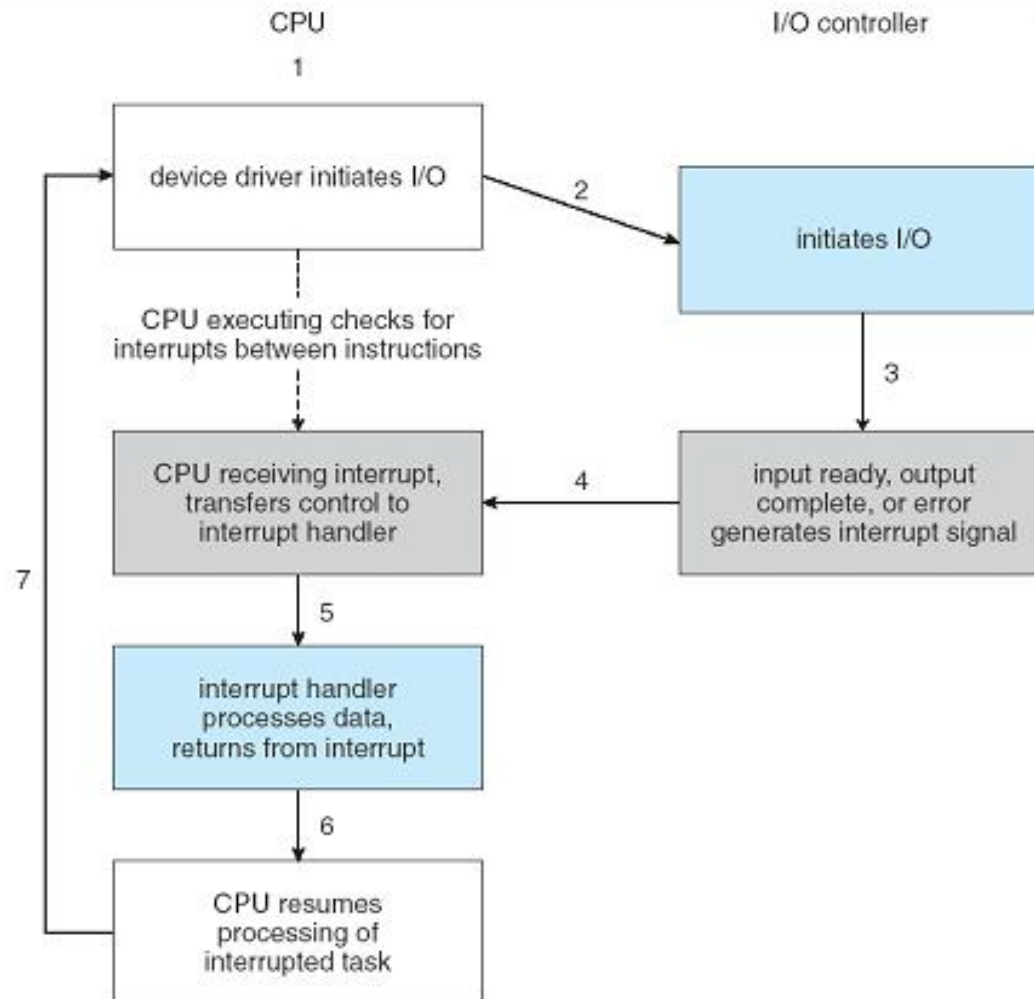 CPU
I/O controller
1
device driver initiates I/O
2
initiates I/O
CPU executing checks for
interrupts between instructions
3
CPU receiving interrupt,
transfers control to
interrupt handler
4
input ready, output
complete, or error
generates interrupt signal
7
5
interrupt handler
processes data,
returns from interrupt
6
CPU resumes
processing of
interrupted task